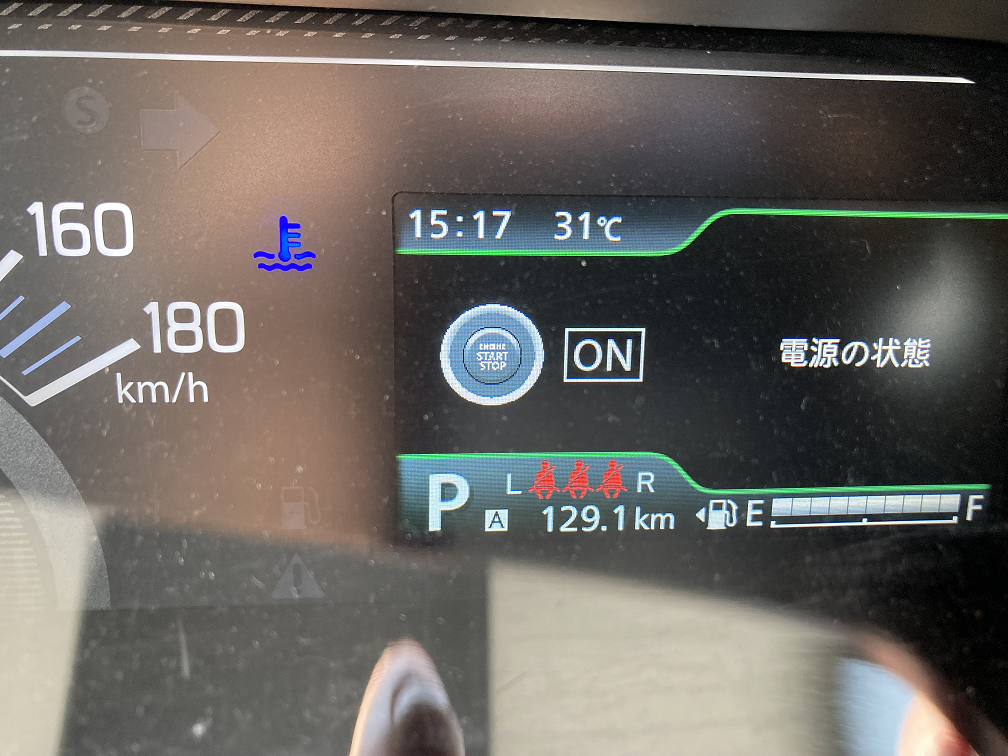 S
160
180
km/h
15:17 31℃
ENGINE
START
STOP
ON
電源の状態
P
L R
A 129.1 km E F